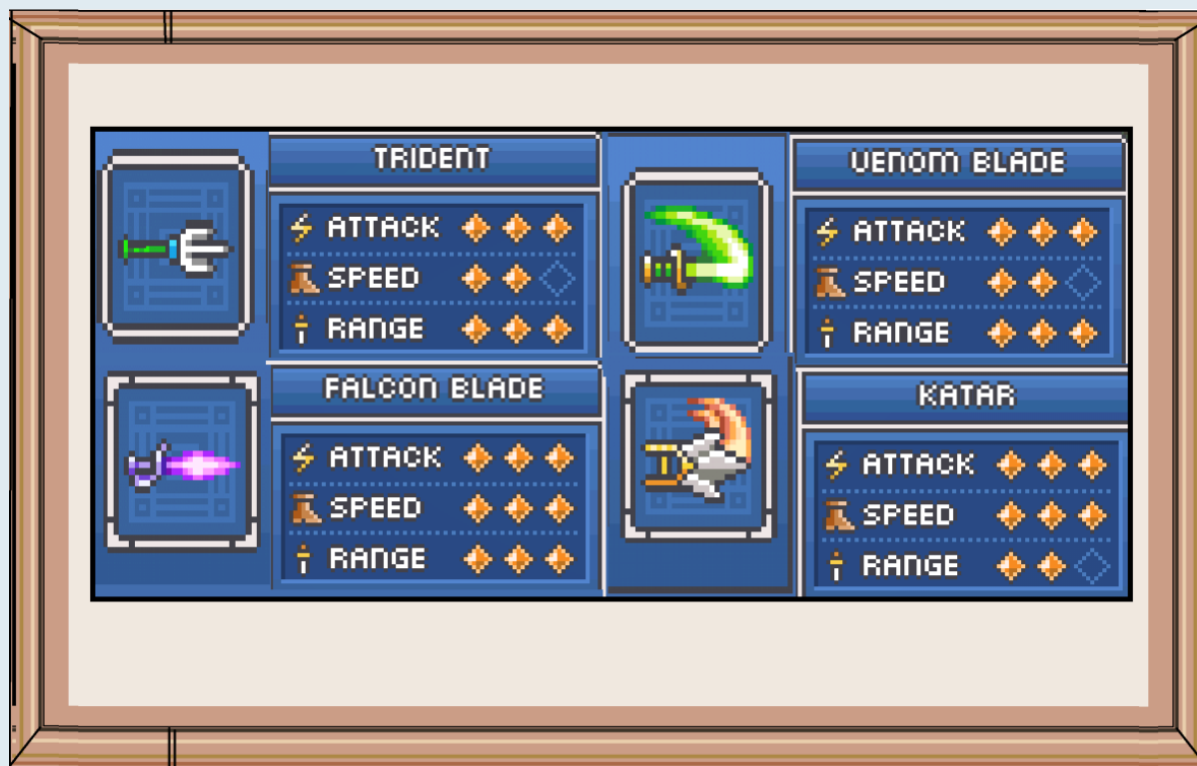 TRIDENT
ATTACK
SPEED
RANGE
VENOM BLADE
ATTACK
SPEED
RANGE
FALCON BLADE
ATTACK
SPEED
RANGE
KATAR
ATTACK
SPEED
RANGE